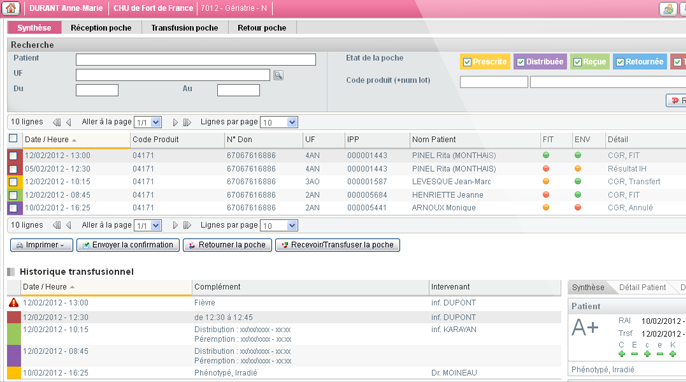 DURANT Anne-Marie CHU de Fort de France 7012 - Gériatrie - N
Synthèse Réception poche Transfusion poche Retour poche
Recherche
Patient Etat de la poche Prescrite Distribuée Reçue Retournée
UF Code produit (+num lot)
Du Au
10 lignes Aller à la page 1/1 Lignes par page 10
Date / Heure Code Produit N° Don UF IPP Nom Patient FIT ENV Détail
12/02/2012 - 13:00 04171 67067616886 4AN 000001443 PINEL Rita (MONTHAIS) CGR, FIT
05/02/2012 - 12:30 04171 67067616886 4AN 000001443 PINEL Rita (MONTHAIS) Résultat IH
12/02/2012 - 10:15 04171 67067616886 3AO 000001587 LEVESQUE Jean-Marc CGR, Transfert
12/02/2012 - 08:45 04171 67067616886 2AN 000005684 HENRIETTE Jeanne CGR, FIT
10/02/2012 - 16:25 04171 67067616886 2AN 000005441 ARNOUX Monique CGR, Annulé
10 lignes Aller à la page 1/1 Lignes par page 10
Imprimer Envoyer la confirmation Retourner la poche Recevoir/Transfuser la poche
Historique transfusionnel
Date / Heure Complément Intervenant
12/02/2012 - 13:00 Fièvre inf. DUPONT
12/02/2012 - 12:30 de 12:30 à 12:45 inf. DUPONT
12/02/2012 - 10:15 Distribution : xx/xx/xxxx - xx:xx inf. KARAYAN
Péremption : xx/xx/xxxx - xx:xx
12/02/2012 - 08:45 Distribution : xx/xx/xxxx - xx:xx
Péremption : xx/xx/xxxx - xx:xx
10/02/2012 - 16:25 Phénotypé, Irradié Dr. MOINEAU
Synthèse Détail Patient D
Patient
A+
RAI 10/02/2012 -
Trsf 12/02/2012 -
C E c e K
+ - + + +
Phénotypé, Irradié